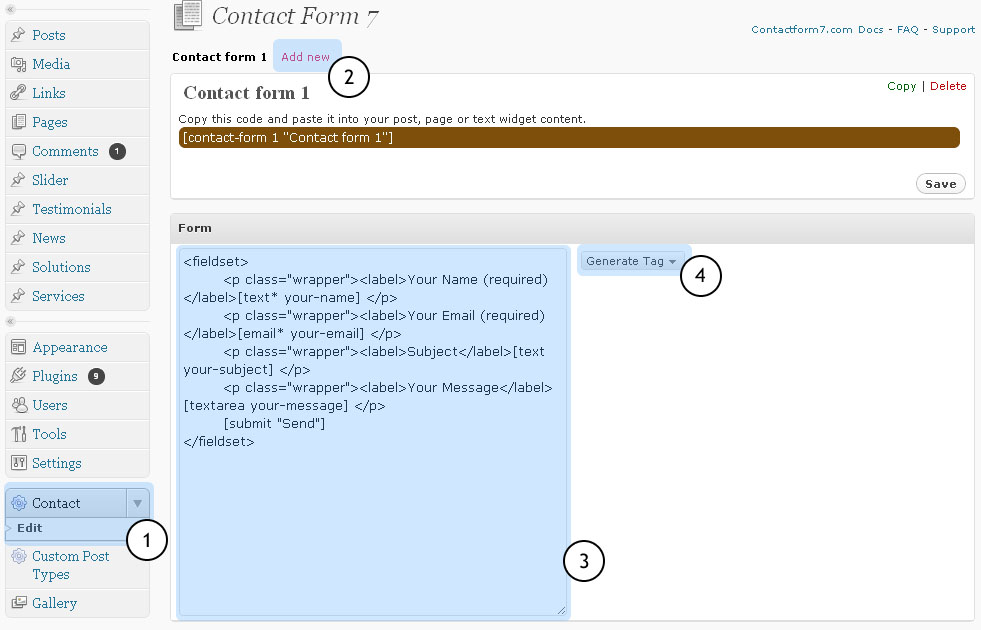 Contact Form 7
Contactform7.com Docs - FAQ - Support
Contact form 1 Add new
2
Contact form 1
Copy | Delete
Copy this code and paste it into your post, page or text widget content.
[contact-form 1 "Contact form 1"]
Save
Form
<fieldset>
<p class="wrapper"><label>Your Name (required)
</label>[text* your-name] </p>
<p class="wrapper"><label>Your Email (required)
</label>[email* your-email] </p>
<p class="wrapper"><label>Subject</label>[text
your-subject] </p>
<p class="wrapper"><label>Your Message</label>
[textarea your-message] </p>
[submit "Send"]
</fieldset>
3
Generate Tag
4
Posts
Media
Links
Pages
Comments 1
Slider
Testimonials
News
Solutions
Services
Appearance
Plugins 9
Users
Tools
Settings
Contact
Edit
1
Custom Post
Types
Gallery